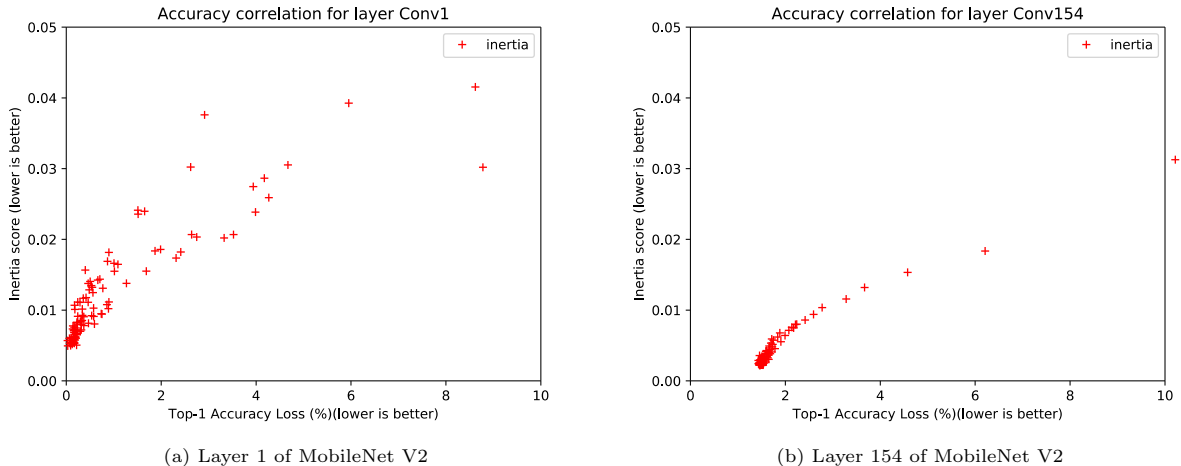 Accuracy correlation for layer Conv1
0.05
0.04
0.03
0.02
0.01
0.00
Inertia score (lower is better)
inertia
0 2 4 6 8 10
Top-1 Accuracy Loss (%)(lower is better)
(a) Layer 1 of MobileNet V2
Accuracy correlation for layer Conv154
0.05
0.04
0.03
0.02
0.01
0.00
Inertia score (lower is better)
inertia
0 2 4 6 8 10
Top-1 Accuracy Loss (%)(lower is better)
(b) Layer 154 of MobileNet V2